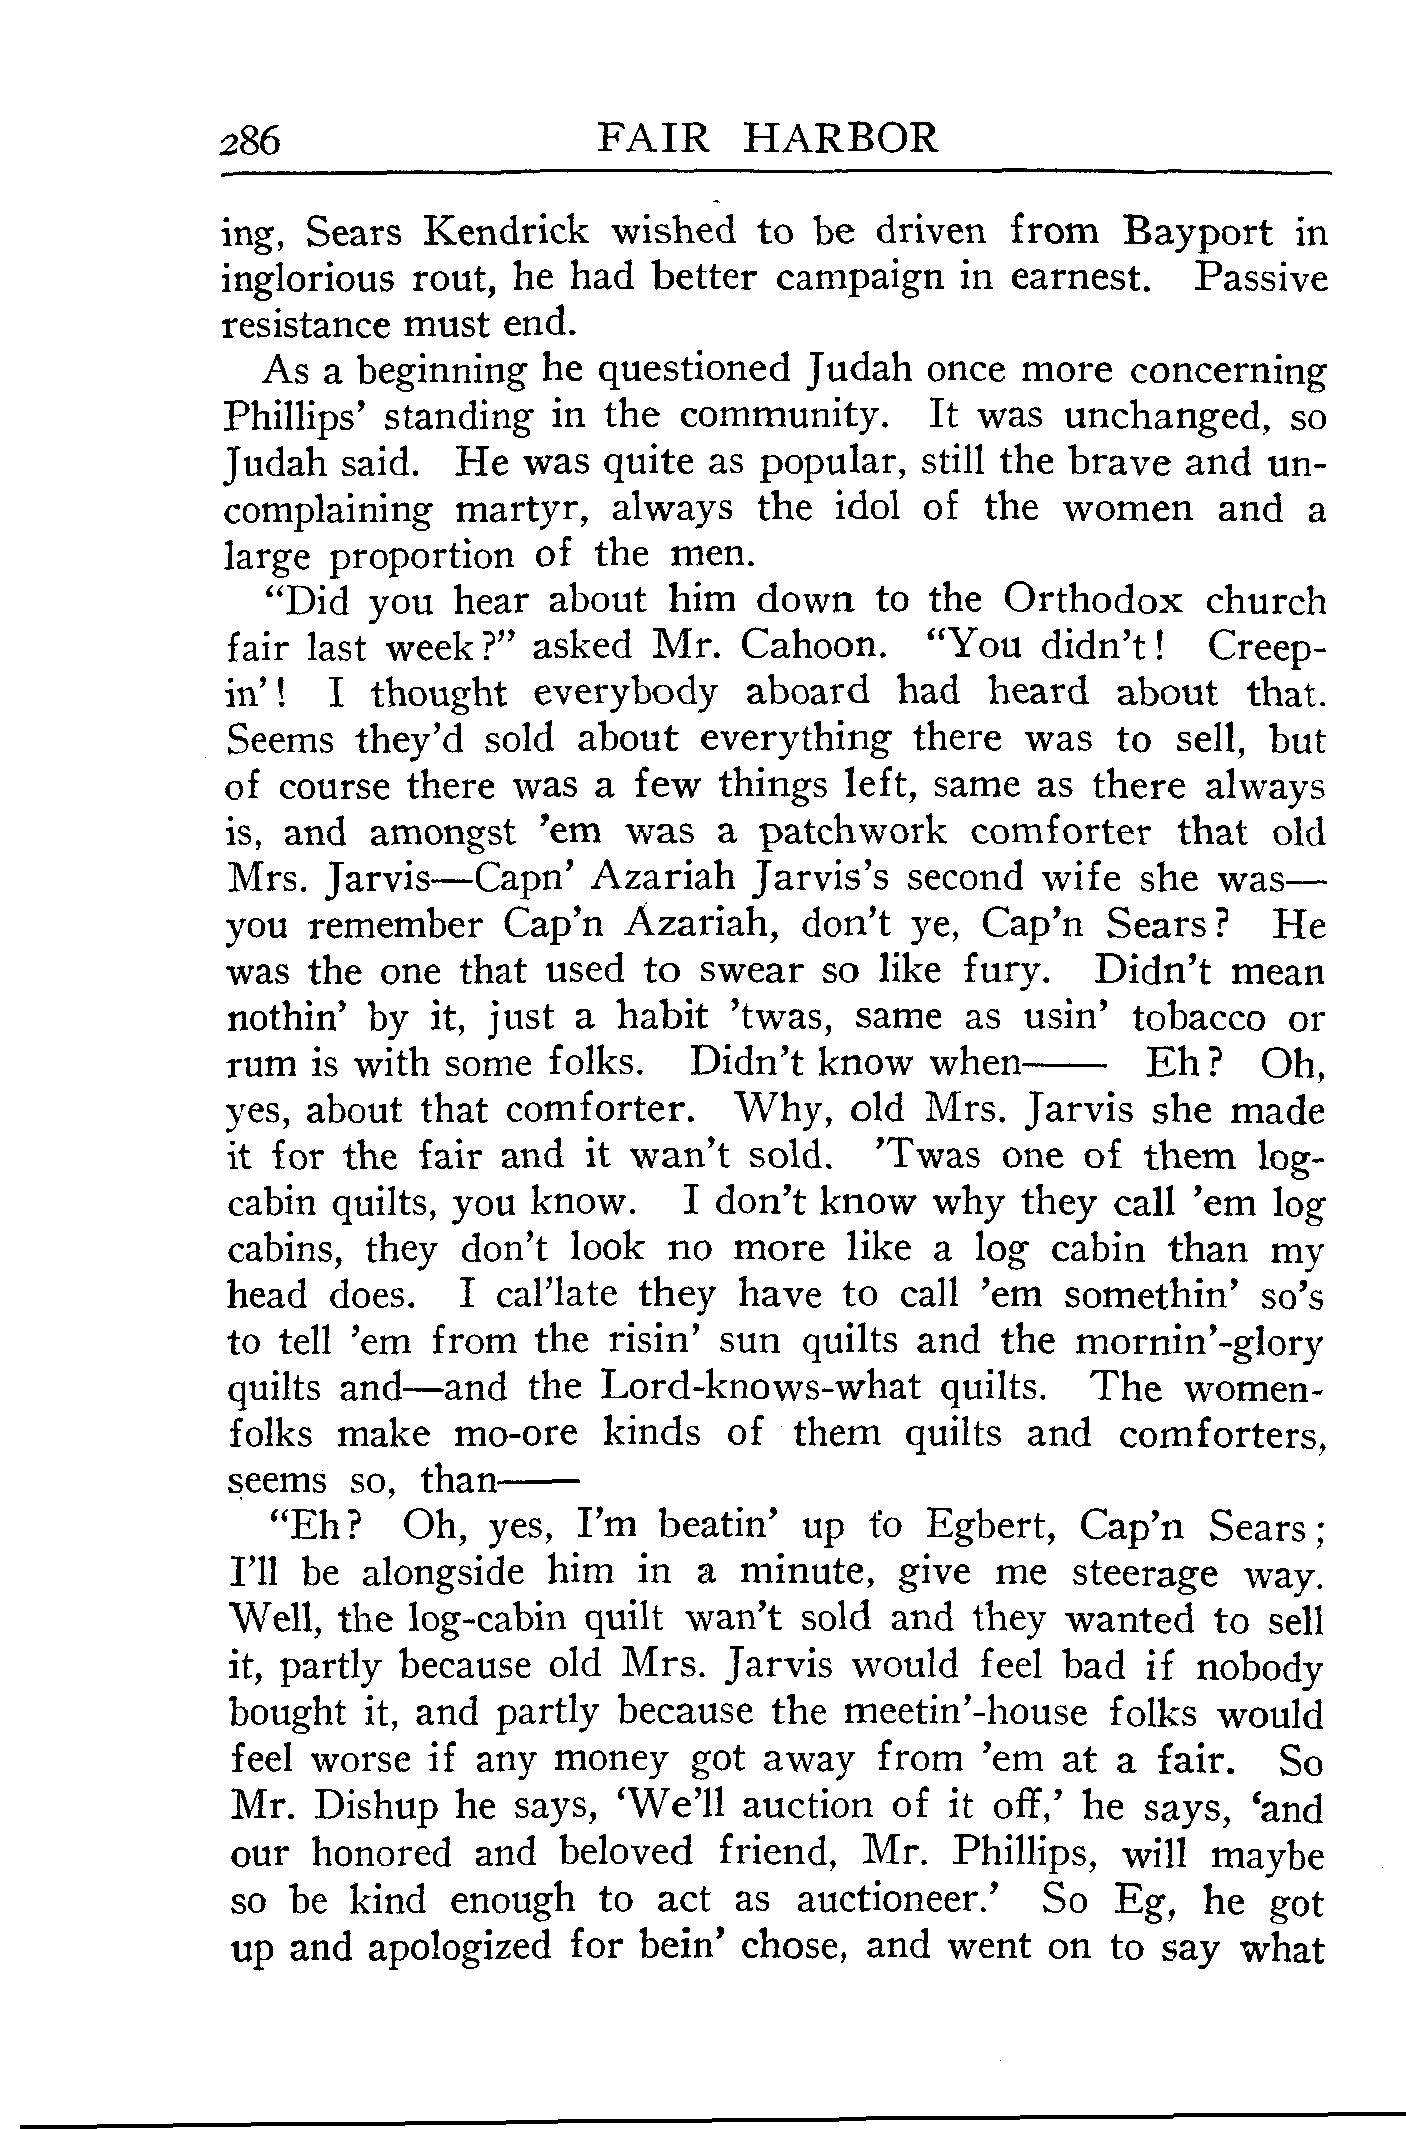 286 FAIR HARBOR
ing, Sears Kendrick wished to be driven from Bayport in
inglorious rout, he had better campaign in earnest. Passive
resistance must end.
As a beginning he questioned Judah once more concerning
Phillips' standing in the community. It was unchanged, so
Judah said. He was quite as popular, still the brave and un-
complaining martyr, always the idol of the women and a
large proportion of the men.
“Did you hear about him down to the Orthodox church
fair last week?” asked Mr. Cahoon. “You didn't! Creep-
in'! I thought everybody aboard had heard about that.
Seems they'd sold about everything there was to sell, but
of course there was a few things left, same as there always
is, and amongst 'em was a patchwork comforter that old
Mrs. Jarvis—Capn' Azariah Jarvis's second wife she was—
you remember Cap'n Azariah, don't ye, Cap'n Sears? He
was the one that used to swear so like fury. Didn't mean
nothin' by it, just a habit 'twas, same as usin' tobacco or
rum is with some folks. Didn't know when—— Eh? Oh,
yes, about that comforter. Why, old Mrs. Jarvis she made
it for the fair and it wan't sold. 'Twas one of them log-
cabin quilts, you know. I don't know why they call 'em log
cabins, they don't look no more like a log cabin than my
head does. I cal'late they have to call 'em somethin' so's
to tell 'em from the risin' sun quilts and the mornin'-glory
quilts and—and the Lord-knows-what quilts. The women-
folks make mo-ore kinds of them quilts and comforters,
seems so, than——
“Eh? Oh, yes, I'm beatin' up to Egbert, Cap'n Sears;
I'll be alongside him in a minute, give me steerage way.
Well, the log-cabin quilt wan't sold and they wanted to sell
it, partly because old Mrs. Jarvis would feel bad if nobody
bought it, and partly because the meetin'-house folks would
feel worse if any money got away from 'em at a fair. So
Mr. Dishup he says, ‘We'll auction of it off,’ he says, ‘and
our honored and beloved friend, Mr. Phillips, will maybe
so be kind enough to act as auctioneer.’ So Eg, he got
up and apologized for bein' chose, and went on to say what